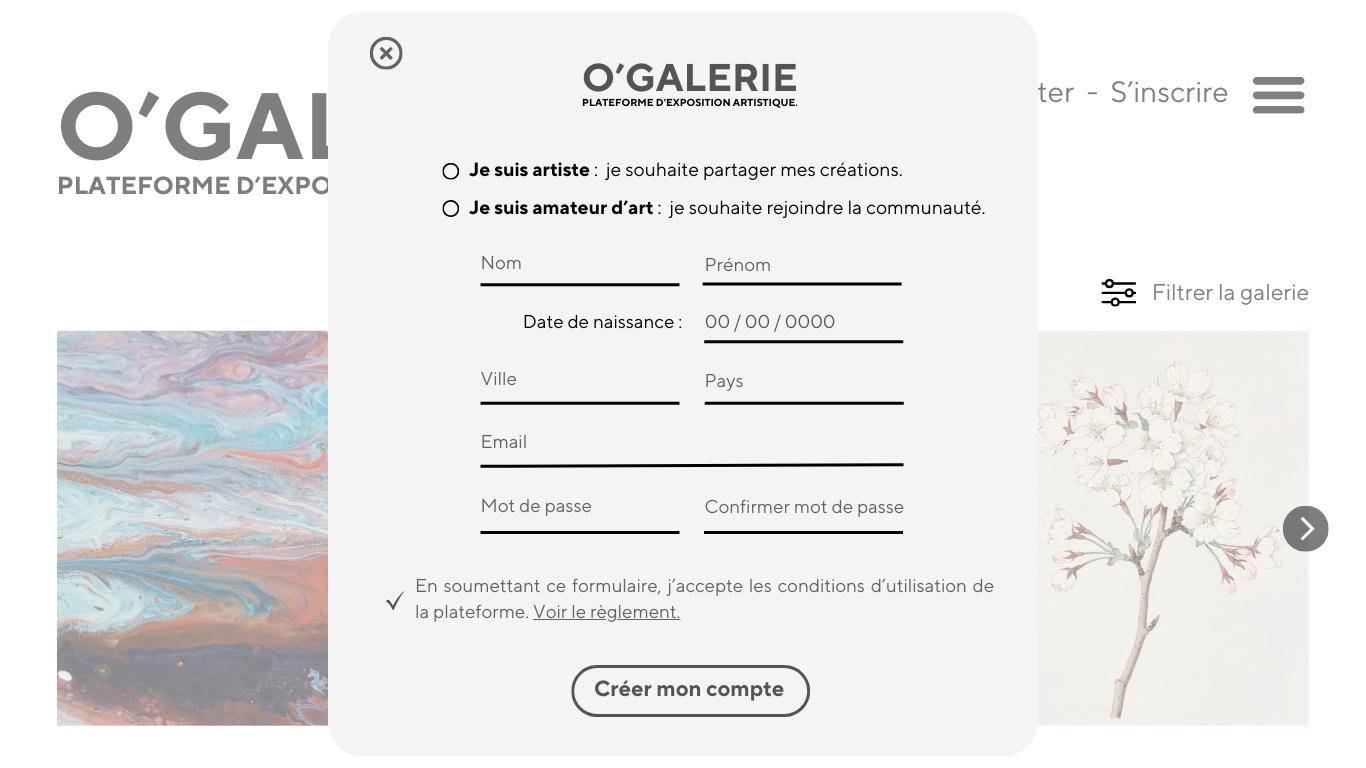 O’GALERIE
PLATEFORME D’EXPOSITION ARTISTIQUE.
O’GAL
PLATEFORME D’EXPO
ter - S’inscrire
Je suis artiste : je souhaite partager mes créations.
Je suis amateur d’art : je souhaite rejoindre la communauté.
Nom
Prénom
Date de naissance :
00 / 00 / 0000
Filtrer la galerie
Ville
Pays
Email
Mot de passe
Confirmer mot de passe
En soumettant ce formulaire, j’accepte les conditions d’utilisation de
la plateforme. Voir le règlement.
Créer mon compte